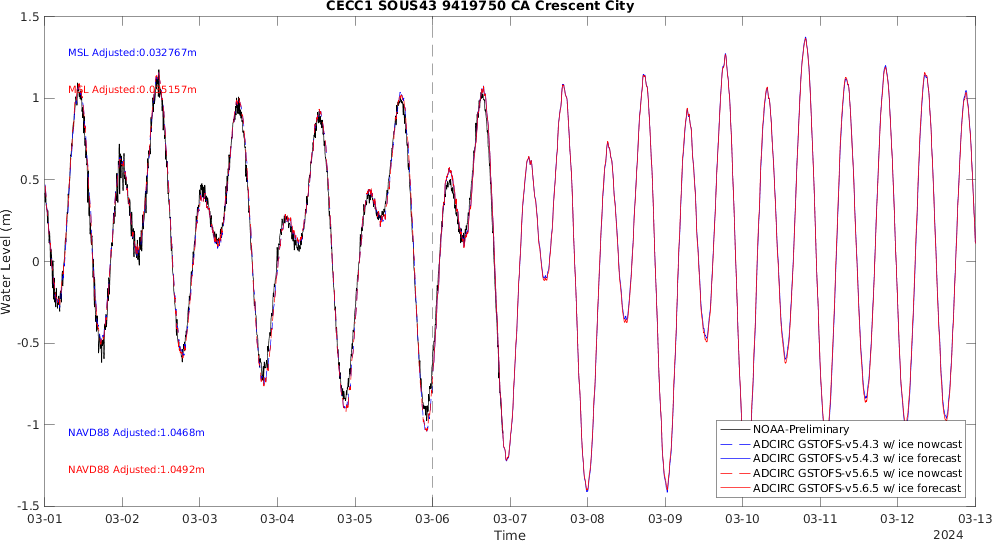 CECC1 SOUS43 9419750 CA Crescent City
1.5
1
0.5
0
-0.5
-1
-1.5
Water Level (m)
MSL Adjusted:0.032767m
NAVD88 Adjusted:1.0468m
NAVD88 Adjusted:1.0492m
NOAA-Preliminary
ADCIRC GSTOFS-v5.4.3 w/ ice nowcast
ADCIRC GSTOFS-v5.4.3 w/ ice forecast
ADCIRC GSTOFS-v5.6.5 w/ ice nowcast
ADCIRC GSTOFS-v5.6.5 w/ ice forecast
03-01 03-02 03-03 03-04 03-05 03-06 03-07 03-08 03-09 03-10 03-11 03-12 03-13
Time
2024